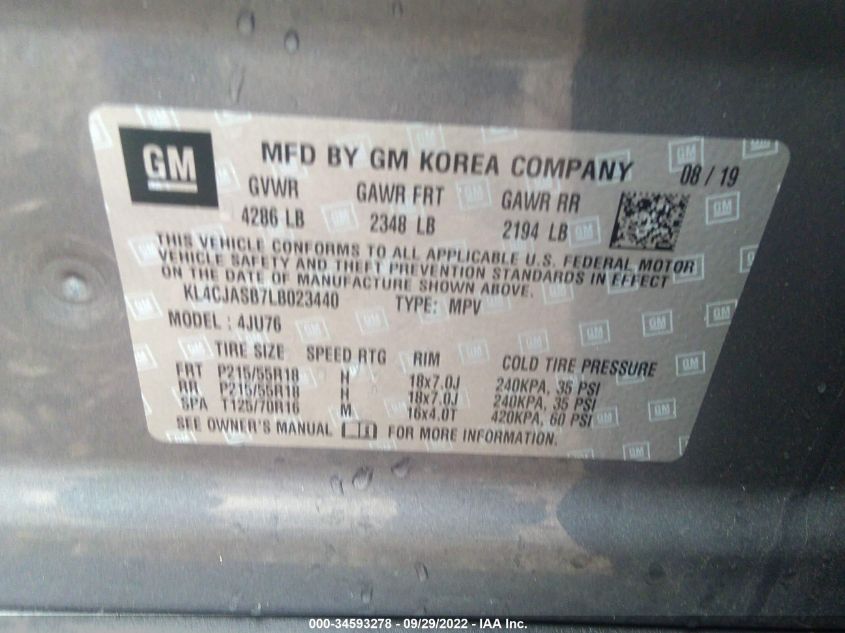 GM MFD BY GM KOREA COMPANY 08 / 19
GVWR GAWR FRT GAWR RR
4286 LB 2348 LB 2194 LB
THIS VEHICLE CONFORMS TO ALL APPLICABLE U.S. FEDERAL MOTOR
VEHICLE SAFETY AND THEFT PREVENTION STANDARDS IN EFFECT
ON THE DATE OF MANUFACTURE SHOWN ABOVE.
KL4CJASB7LB023440 TYPE: MPV
MODEL : 4JU76
TIRE SIZE SPEED RTG RIM COLD TIRE PRESSURE
FRT P215/55R18 H 18x7.0J 240KPA, 35 PSI
RR P215/55R18 H 18x7.0J 240KPA, 35 PSI
SPA T125/70R16 M 16x4.0T 420KPA, 60 PSI
SEE OWNER'S MANUAL FOR MORE INFORMATION.
000-34593278 - 09/29/2022 - IAA Inc.